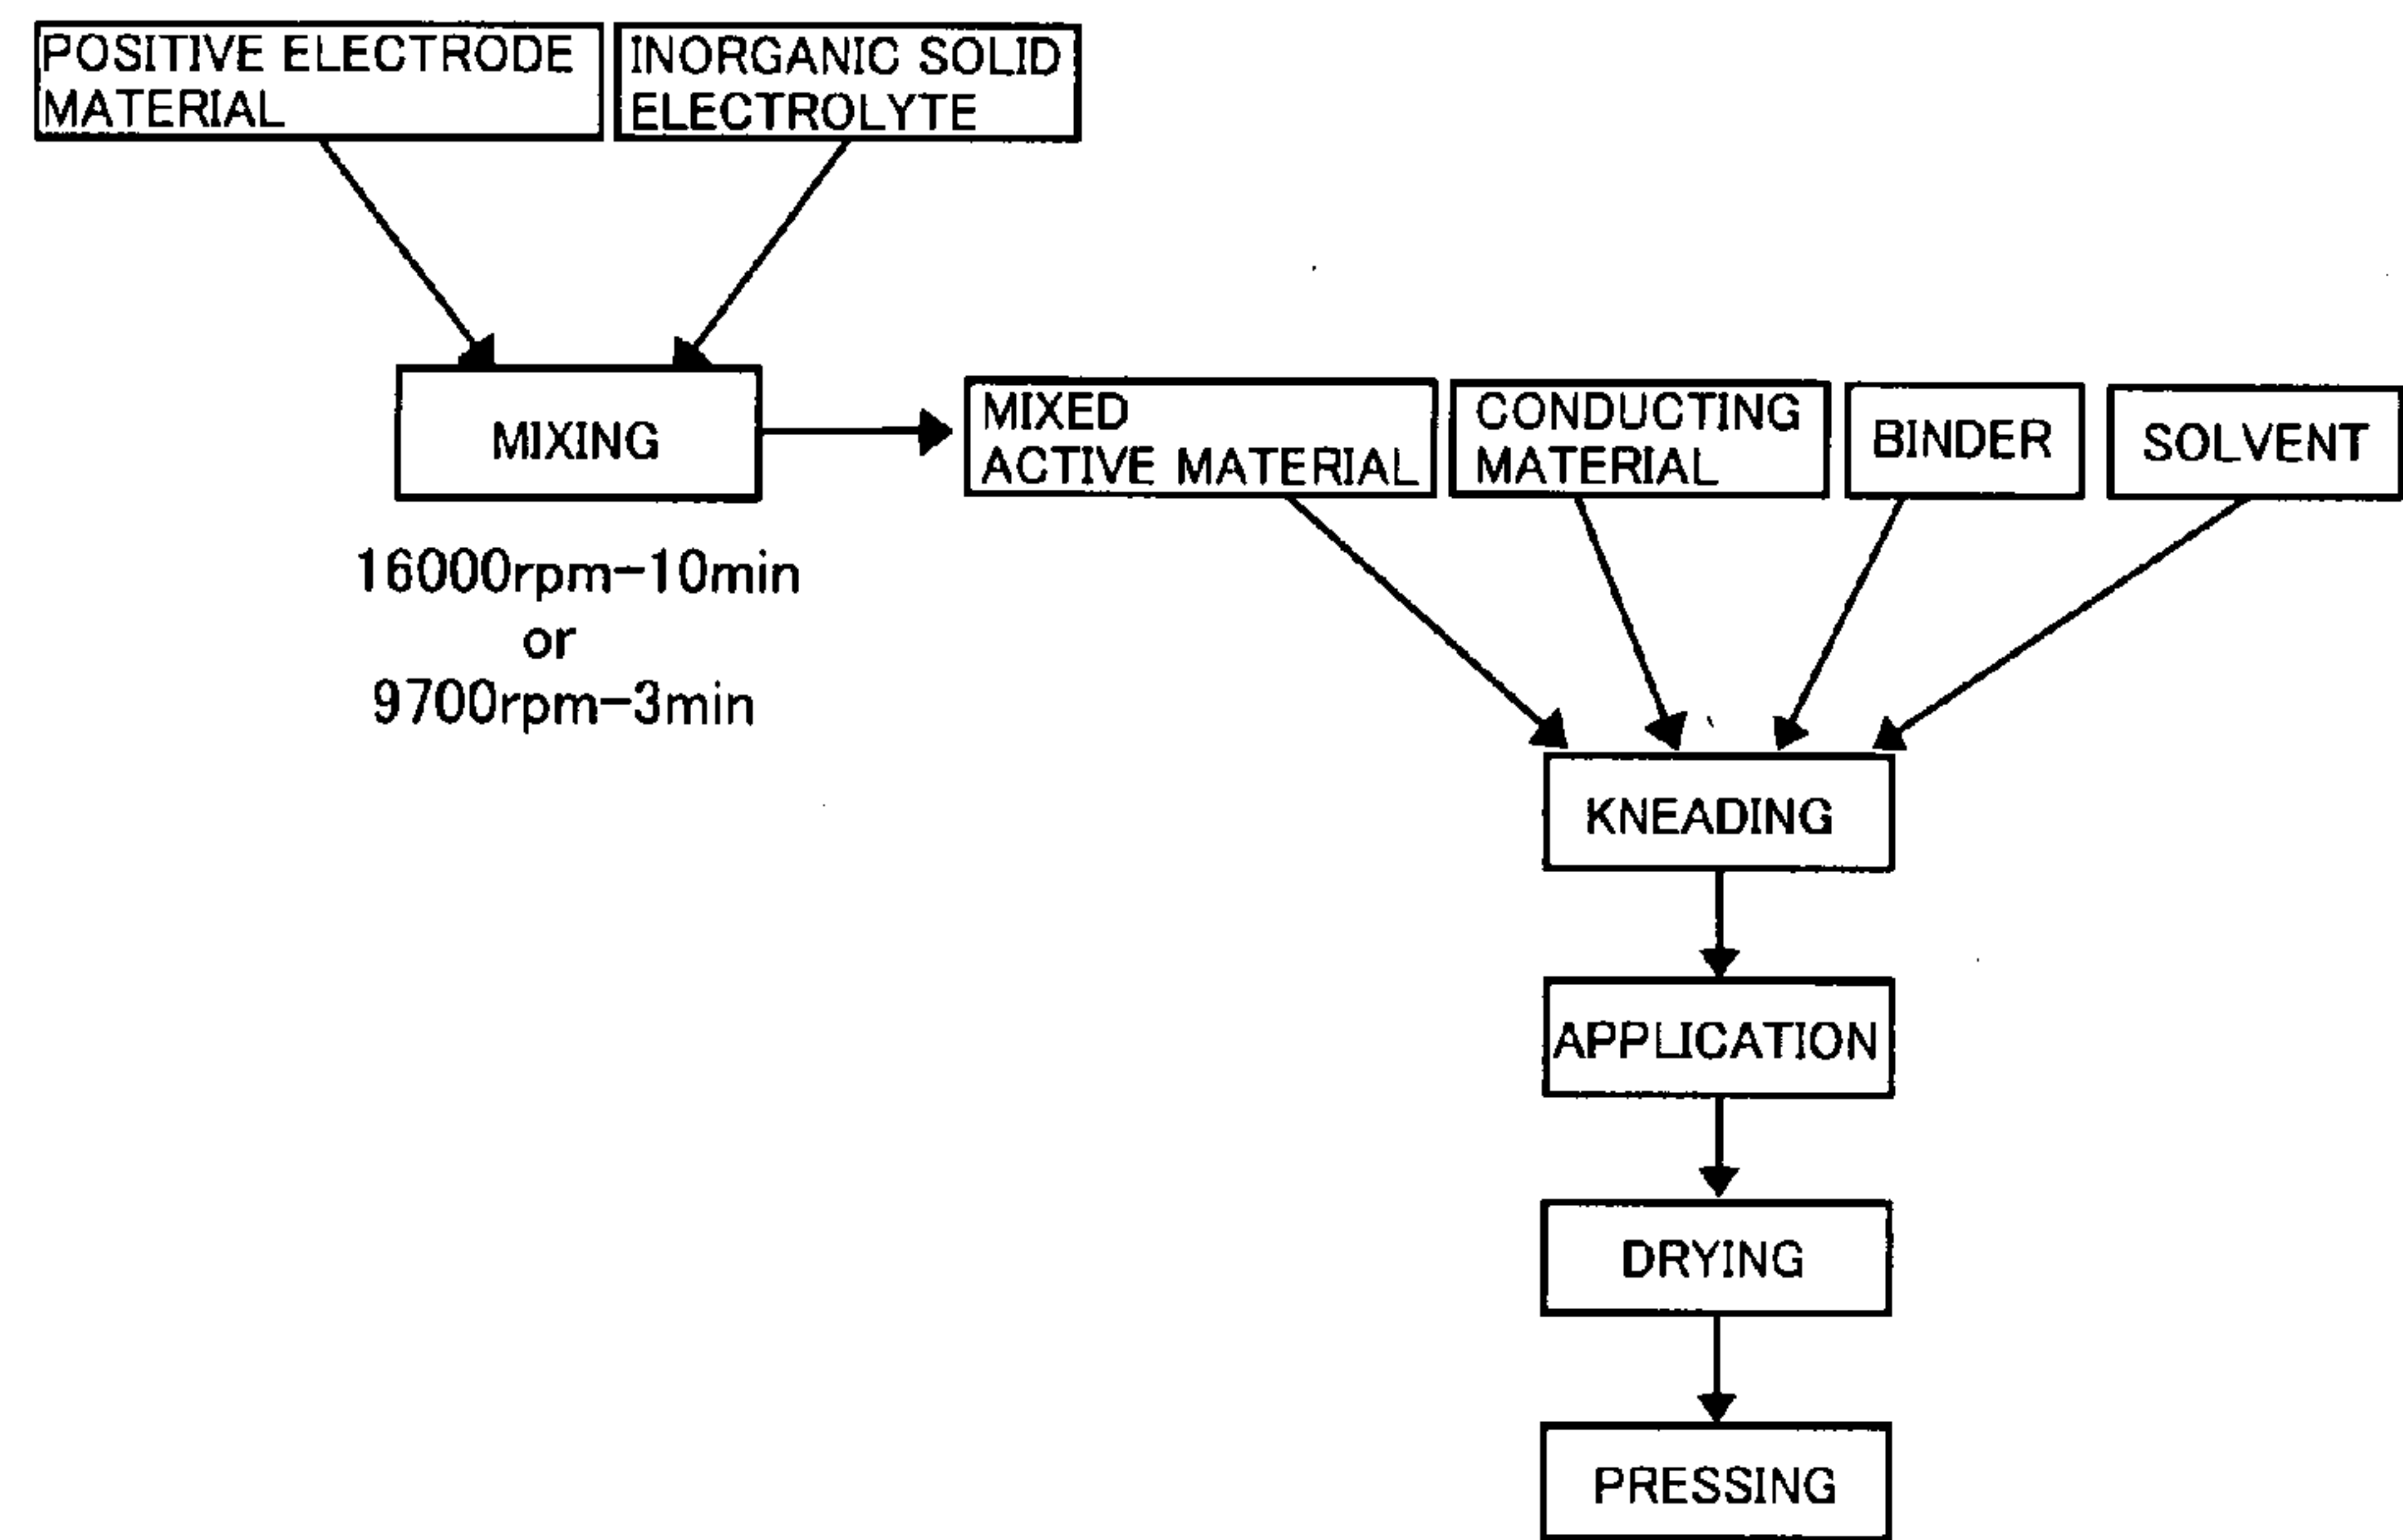 POSITIVE ELECTRODE
MATERIAL
INORGANIC SOLID
ELECTROLYTE
MIXING
16000rpm-10min
or
9700rpm-3min
MIXED
ACTIVE MATERIAL
CONDUCTING
MATERIAL
BINDER
SOLVENT
KNEADING
APPLICATION
DRYING
PRESSING